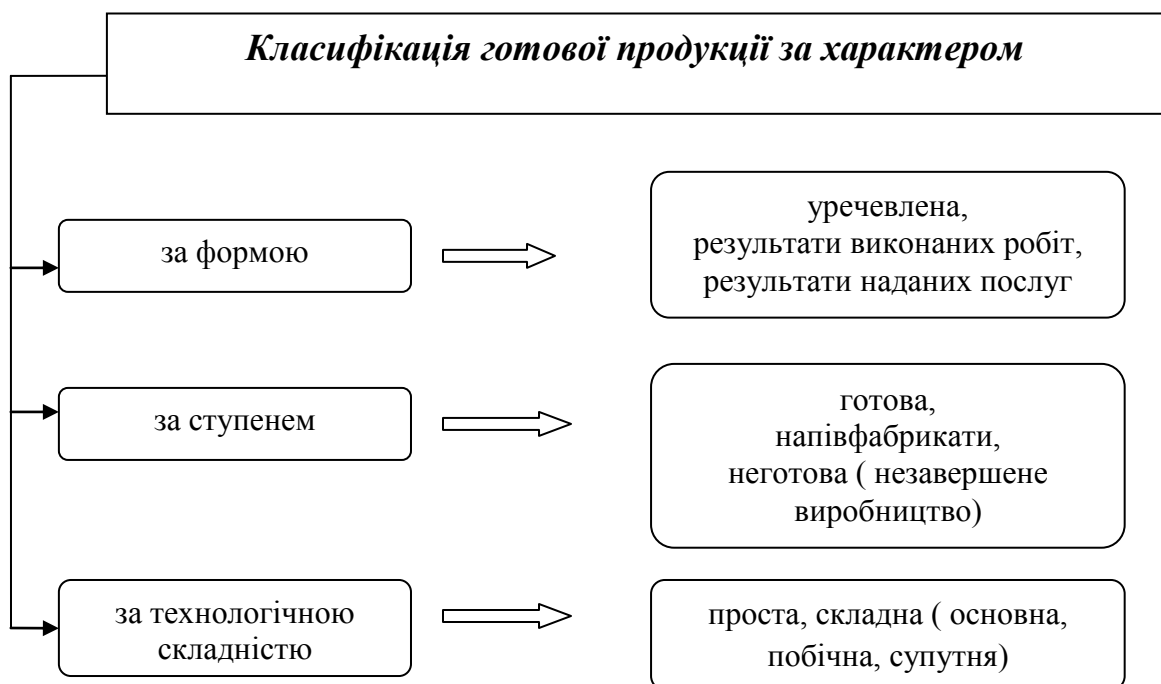 Класифікація готової продукції за характером
за формою
уречевлена,
результати виконаних робіт,
результати наданих послуг
за ступенем
готова,
напівфабрикати,
неготова ( незавершене
виробництво)
за технологічною
складністю
проста, складна ( основна,
побічна, супутня)